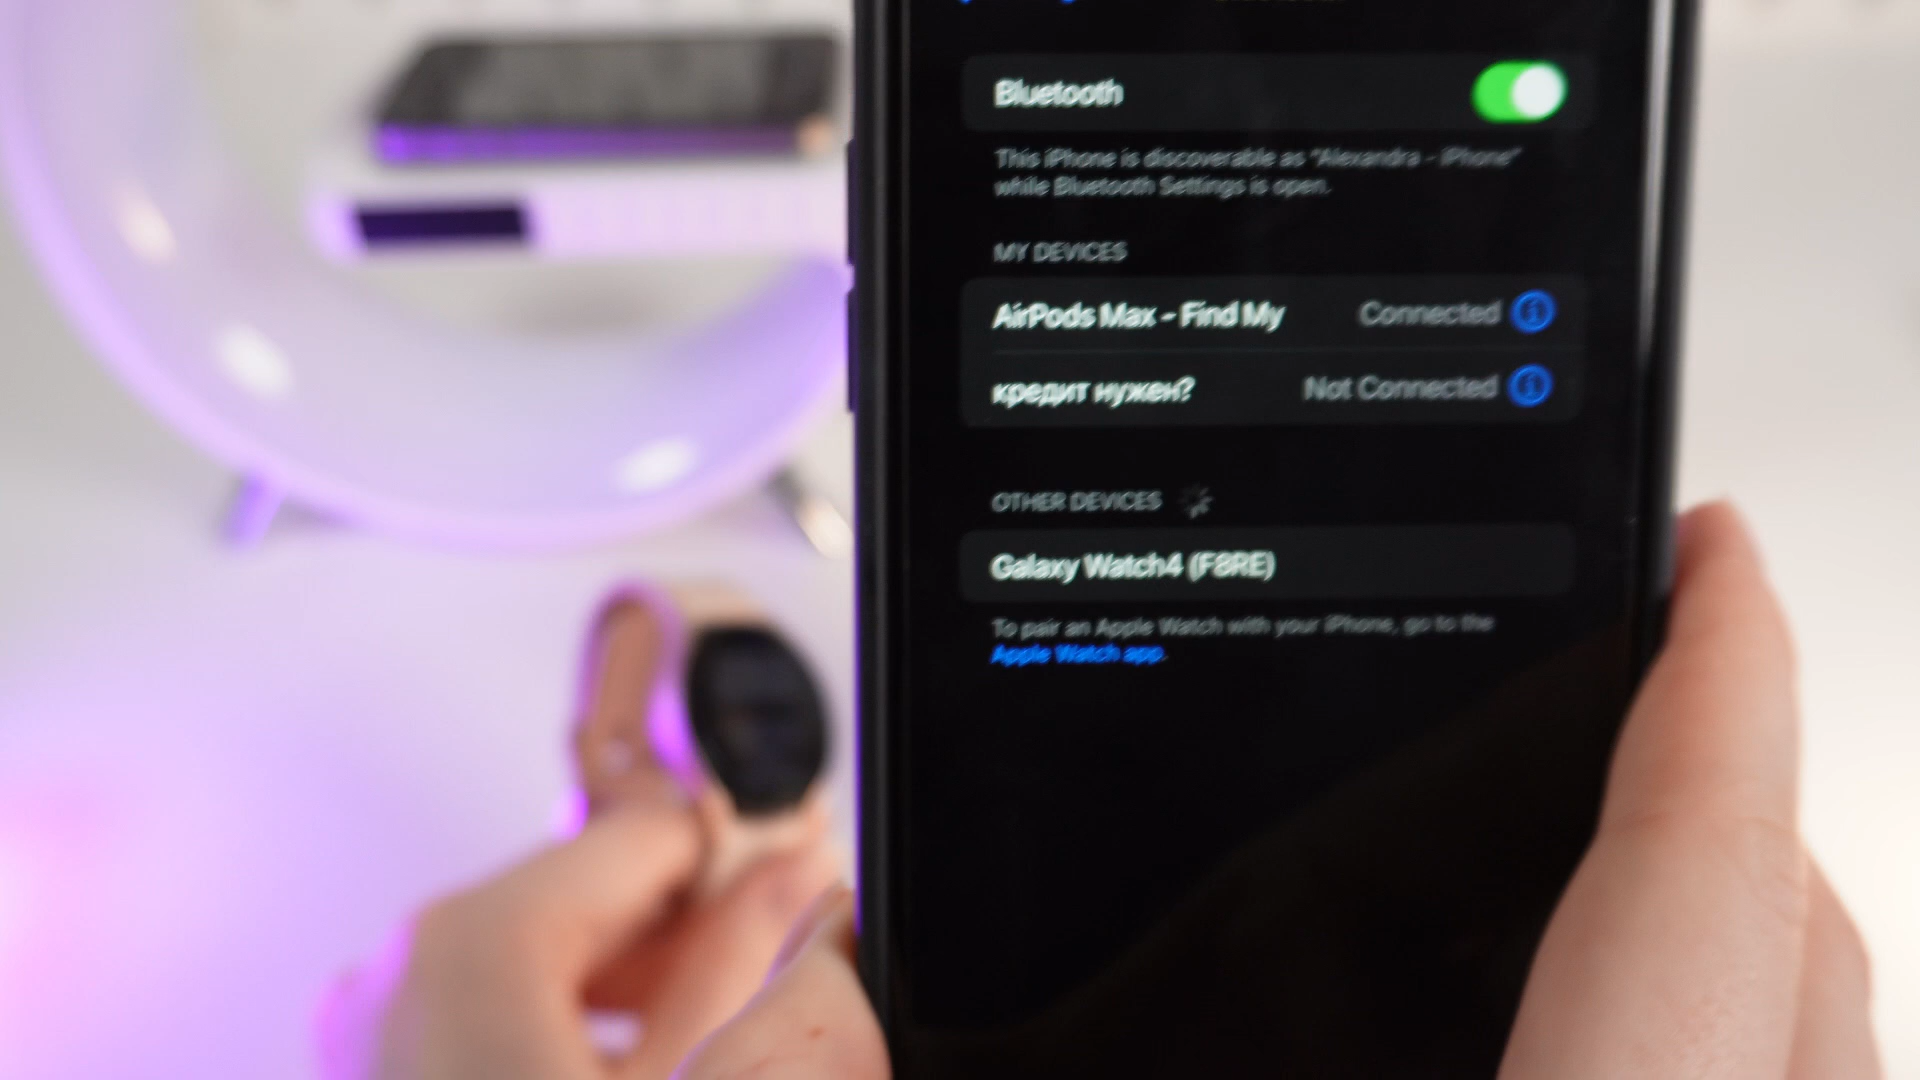 Bluetooth
This iPhone is discoverable as "Alexandra - iPhone"
while Bluetooth Settings is open.
MY DEVICES
AirPods Max - Find My Connected
кредит нужен? Not Connected
OTHER DEVICES
Galaxy Watch4 (F8RE)
To pair an Apple Watch with your iPhone, go to the
Apple Watch app.